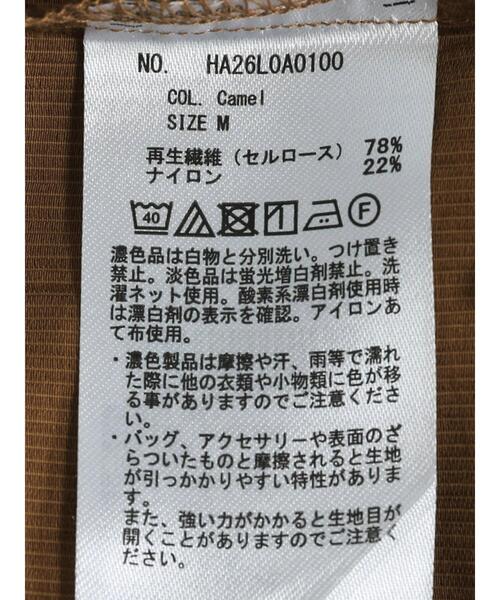 NO. HA26L0A0100
COL. Camel
SIZE M
再生繊維（セルロース） 78%
ナイロン 22%
40 F
濃色品は白物と分別洗い。つけ置き
禁止。淡色品は蛍光増白剤禁止。洗
濯ネット使用。酸素系漂白剤使用時
は漂白剤の表示を確認。アイロンあ
て布使用。
・濃色製品は摩擦や汗、雨等で濡れ
た際に他の衣類や小物類に色が移
る事がありますのでご注意くださ
い。
・バッグ、アクセサリーや表面のざ
らついたものと摩擦されると生地
が引っかかりやすい特性がありま
す。
また、強い力がかかると生地目が
開くことがありますのでご注意く
ださい。